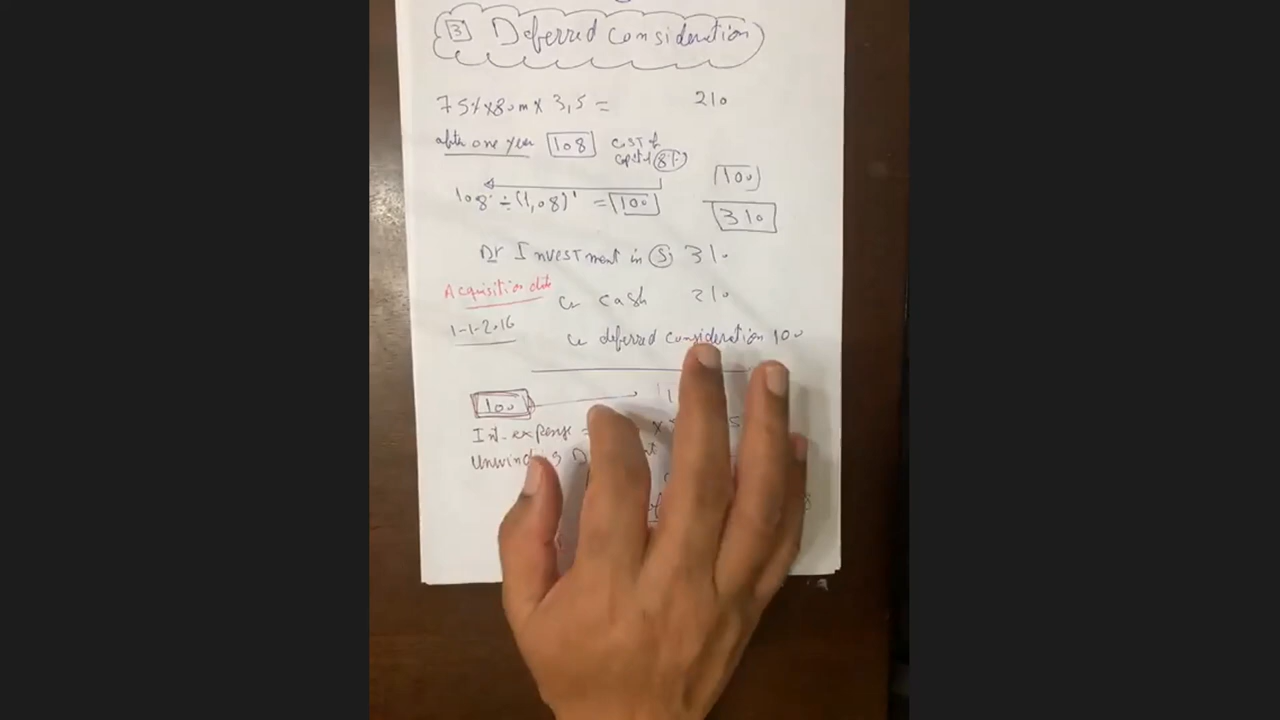 3 Deferred consideration
75% x 80m x 3,5 = 210
after one year 108 cost of
capital 8%
100
108 ÷ (1,08)¹ = 100
310
Dr Investment in S 310
Acquisition date
Cr cash 210
1-1-2016
Cr deferred consideration 100
100
Int. expense =
Unwinding